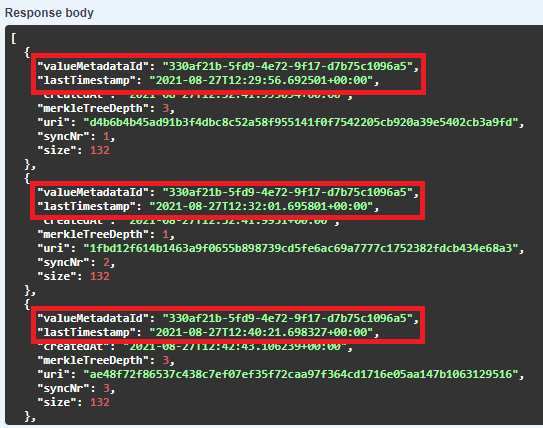 Response body
[
{
"valueMetadataId": "330af21b-5fd9-4e72-9f17-d7b75c1096a5",
"lastTimestamp": "2021-08-27T12:29:56.692501+00:00",
"createdAt":
"merkleTreeDepth": 3,
"uri": "d4b6b4b45ad91b3f4dbc8c52a58f955141f0f7542205cb920a39e5402cb3a9fd",
"syncNr": 1,
"size": 132
},
{
"valueMetadataId": "330af21b-5fd9-4e72-9f17-d7b75c1096a5",
"lastTimestamp": "2021-08-27T12:32:01.695801+00:00",
"createdAt":
"merkleTreeDepth": 1,
"uri": "1fbd12f614b1463a9f0655b898739cd5fe6ac69a7777c1752382fdcb434e68a3",
"syncNr": 2,
"size": 132
},
{
"valueMetadataId": "330af21b-5fd9-4e72-9f17-d7b75c1096a5",
"lastTimestamp": "2021-08-27T12:40:21.698327+00:00",
"createdAt": "2021-08-27T12:42:43.106239+00:00",
"merkleTreeDepth": 3,
"uri": "ae48f72f86537c438c7ef07ef35f72caa97f364cd1716e05aa147b1063129516",
"syncNr": 3,
"size": 132
},